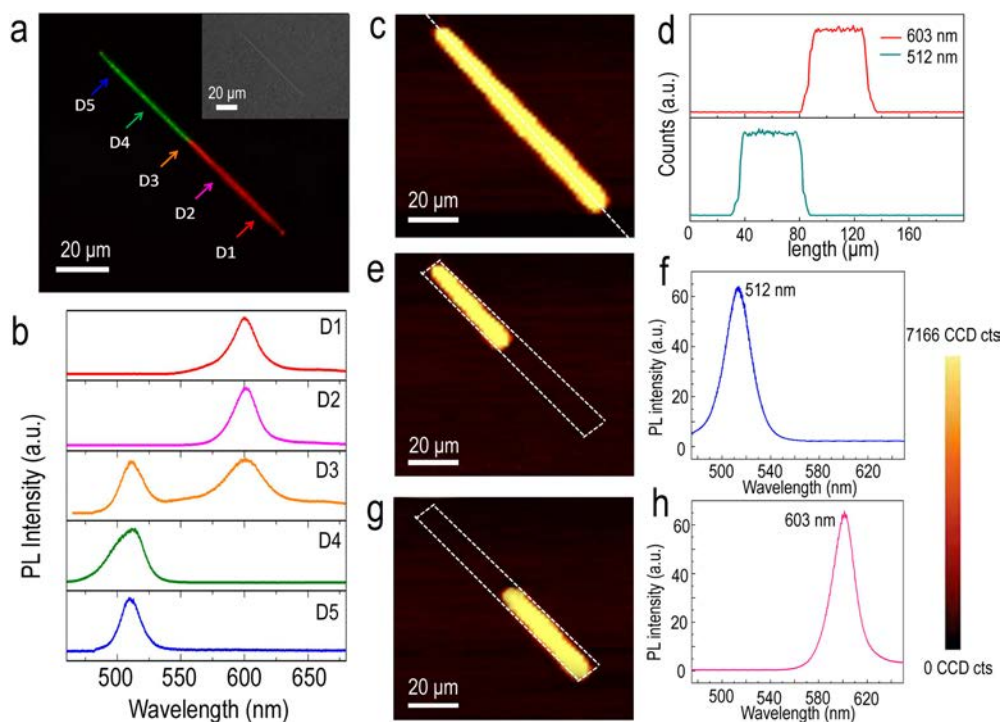 a
20 μm
D5
D4
D3
D2
D1
20 μm
b
D1
D2
D3
D4
D5
PL Intensity (a.u.)
500 550 600 650
Wavelength (nm)
c
20 μm
d
603 nm
512 nm
Counts (a.u.)
0 40 80 120 160
length (μm)
e
20 μm
f
512 nm
PL intensity (a.u.)
60
40
20
0
500 540 580 620
Wavelength (nm)
g
20 μm
h
603 nm
PL intensity (a.u.)
60
40
20
0
500 540 580 620
Wavelength (nm)
7166 CCD cts
0 CCD cts